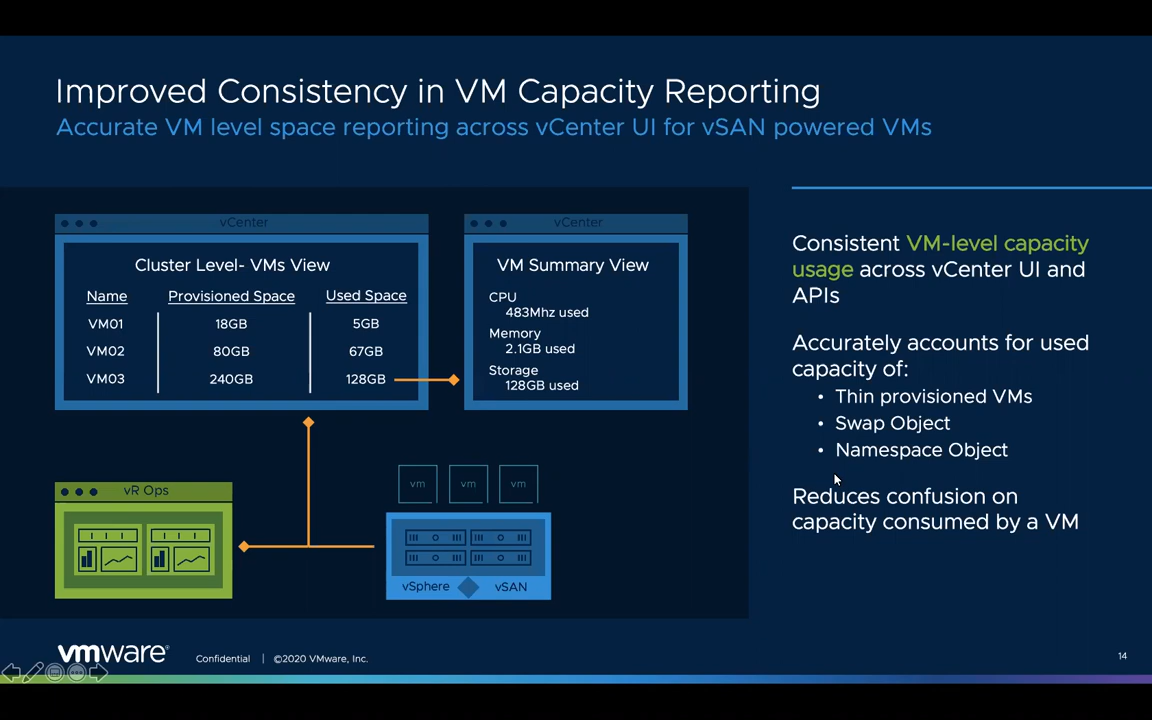 Improved Consistency in VM Capacity Reporting
Accurate VM level space reporting across vCenter UI for vSAN powered VMs
vCenter
Cluster Level- VMs View
Name Provisioned Space Used Space
VM01 18GB 5GB
VM02 80GB 67GB
VM03 240GB 128GB
vCenter
VM Summary View
CPU
483Mhz used
Memory
2.1GB used
Storage
128GB used
vR Ops
vm vm vm
vSphere vSAN
Consistent VM-level capacity
usage across vCenter UI and
APIs
Accurately accounts for used
capacity of:
• Thin provisioned VMs
• Swap Object
• Namespace Object
Reduces confusion on
capacity consumed by a VM
vmware®
Confidential | ©2020 VMware, Inc.
14